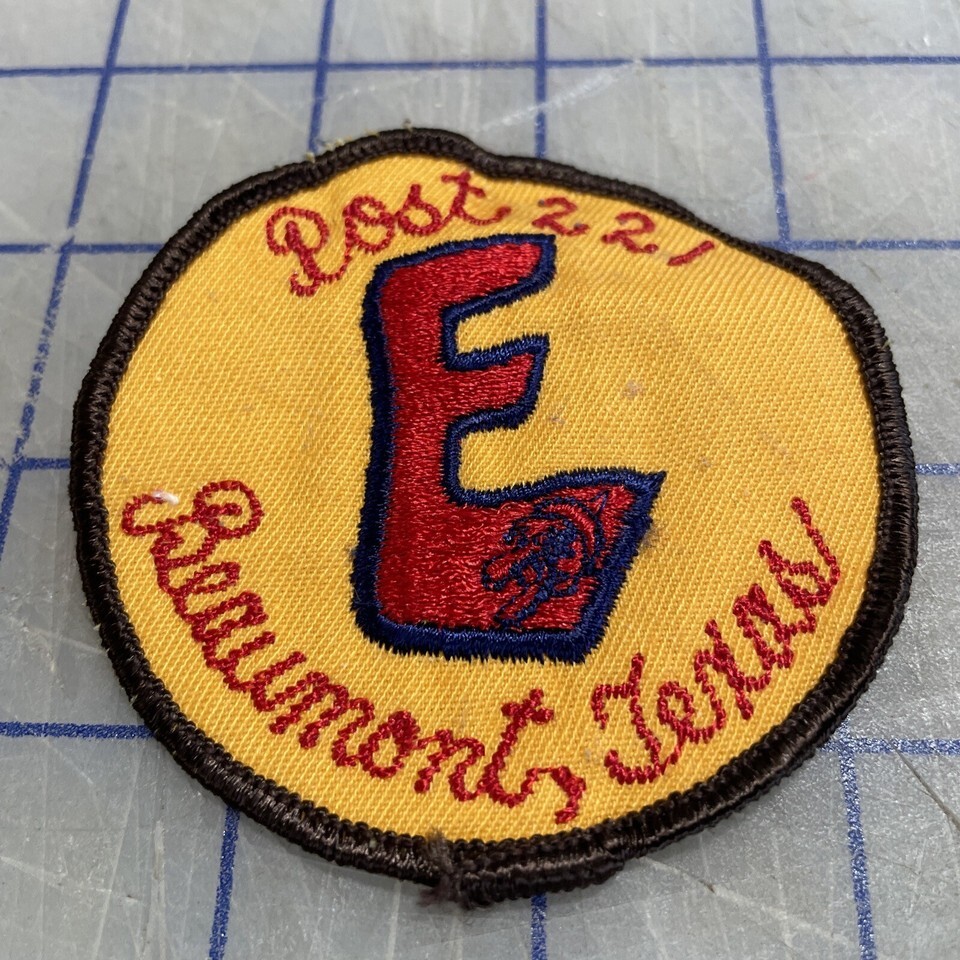 Post 221
E
Beaumont, Texas